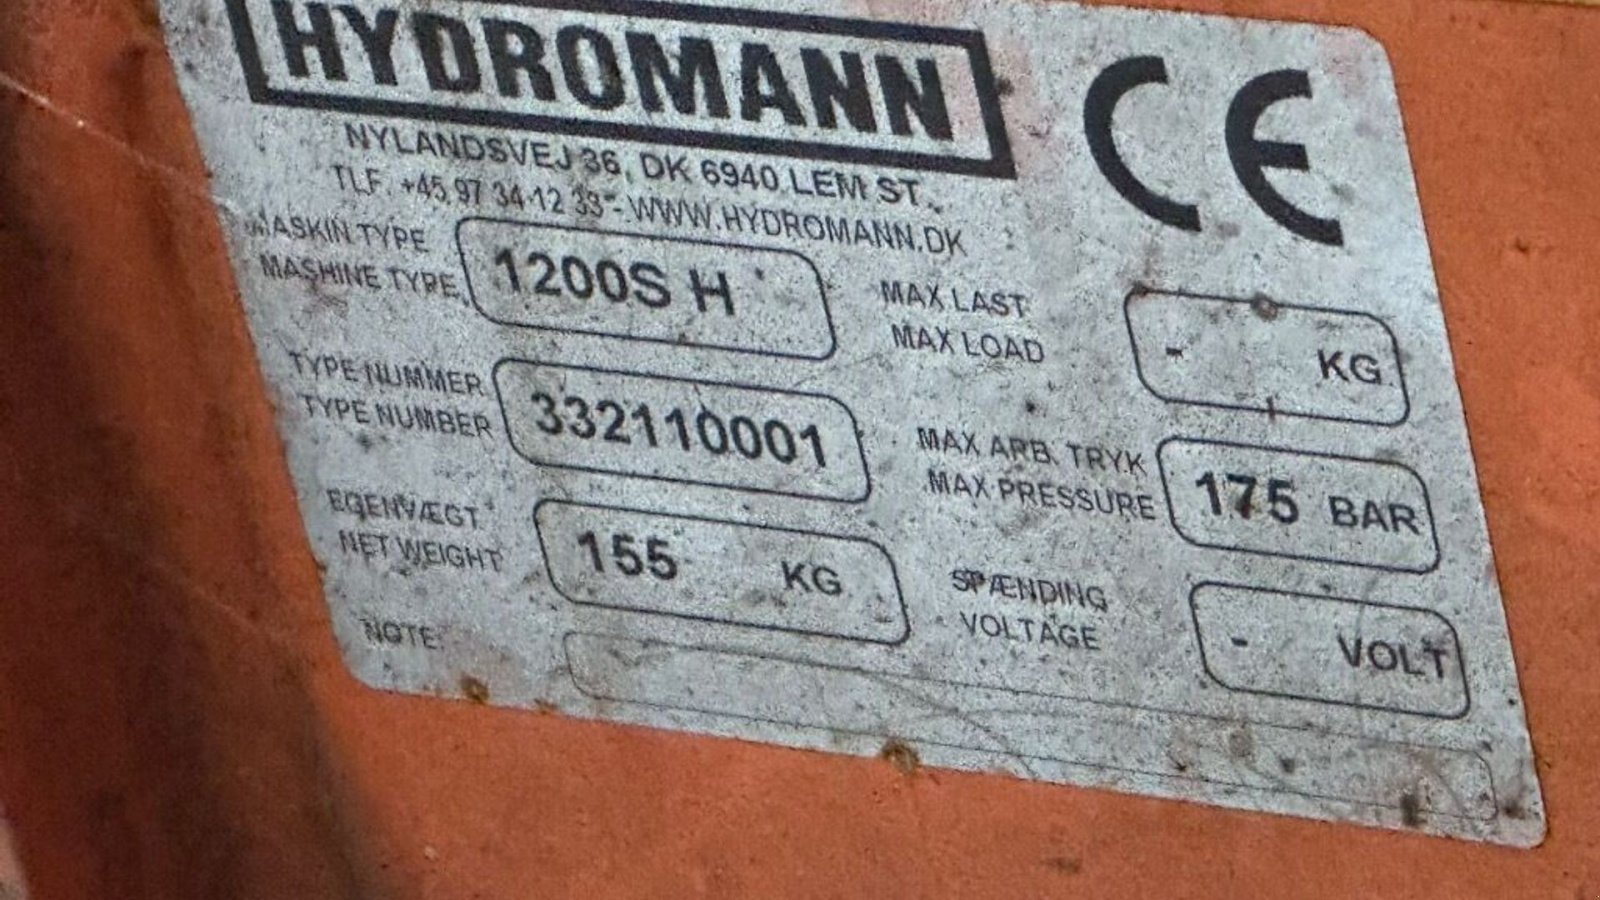 HYDROMANN
CE
NYLANDSVEJ 36, DK 6940 LEM ST.
TLF. +45 97 34 12 33 - WWW.HYDROMANN.DK
MASKIN TYPE
MASHINE TYPE
1200S H
MAX LAST
MAX LOAD
- KG
TYPE NUMMER
TYPE NUMBER
332110001
MAX ARB. TRYK
MAX PRESSURE
175 BAR
EGENVÆGT
NET WEIGHT
155 KG
SPÆNDING
VOLTAGE
- VOLT
NOTE